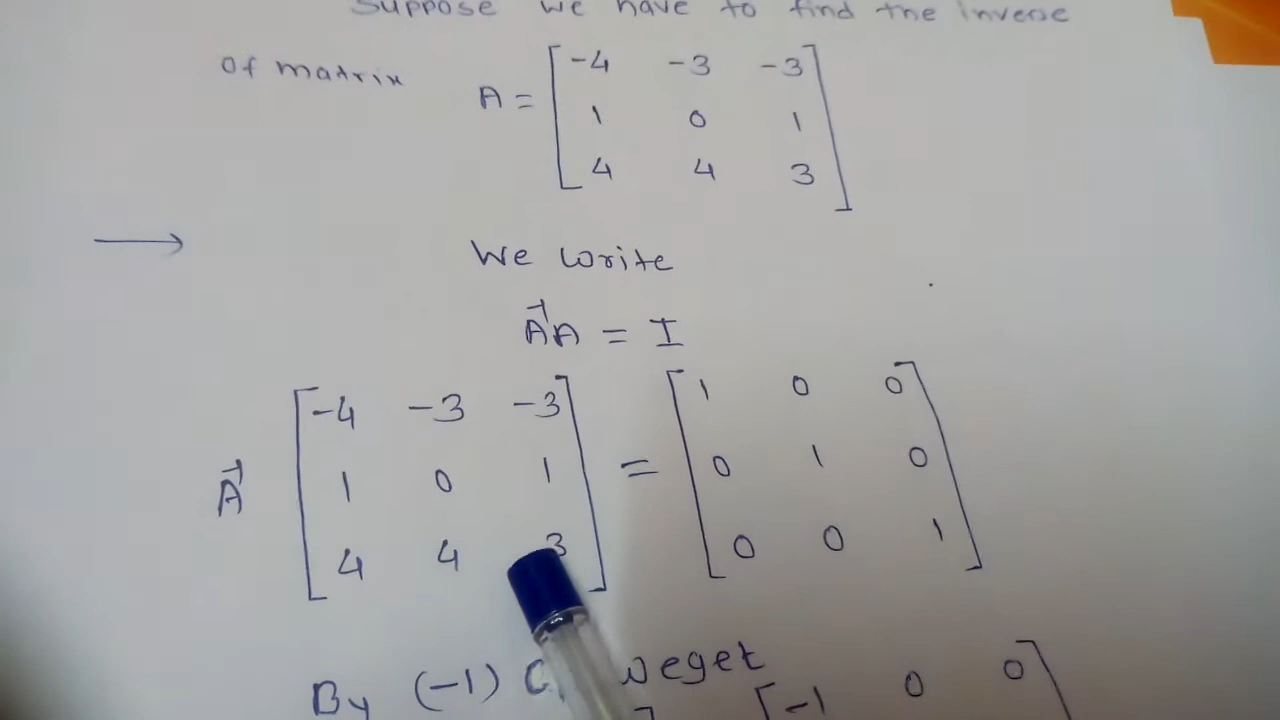 Suppose we have to find the inverse
of matrix A = [ -4 -3 -3
1 0 1
4 4 3 ]
We write
A⁻¹A = I
A⁻¹ [ -4 -3 -3 ] = [ 1 0 0 ]
[ 1 0 1 ] [ 0 1 0 ]
[ 4 4 3 ] [ 0 0 1 ]
By (-1) C we get
[ -1 0 0 ]